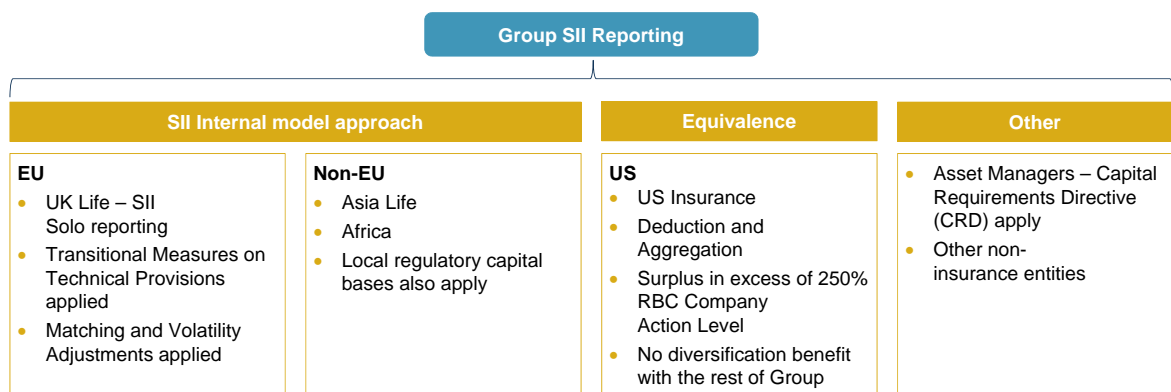 Group SII Reporting
SII Internal model approach
Equivalence
Other
EU
• UK Life – SII
Solo reporting
• Transitional Measures on
Technical Provisions
applied
• Matching and Volatility
Adjustments applied
Non-EU
• Asia Life
• Africa
• Local regulatory capital
bases also apply
US
• US Insurance
• Deduction and
Aggregation
• Surplus in excess of 250%
RBC Company
Action Level
• No diversification benefit
with the rest of Group
• Asset Managers – Capital
Requirements Directive
(CRD) apply
• Other non-
insurance entities